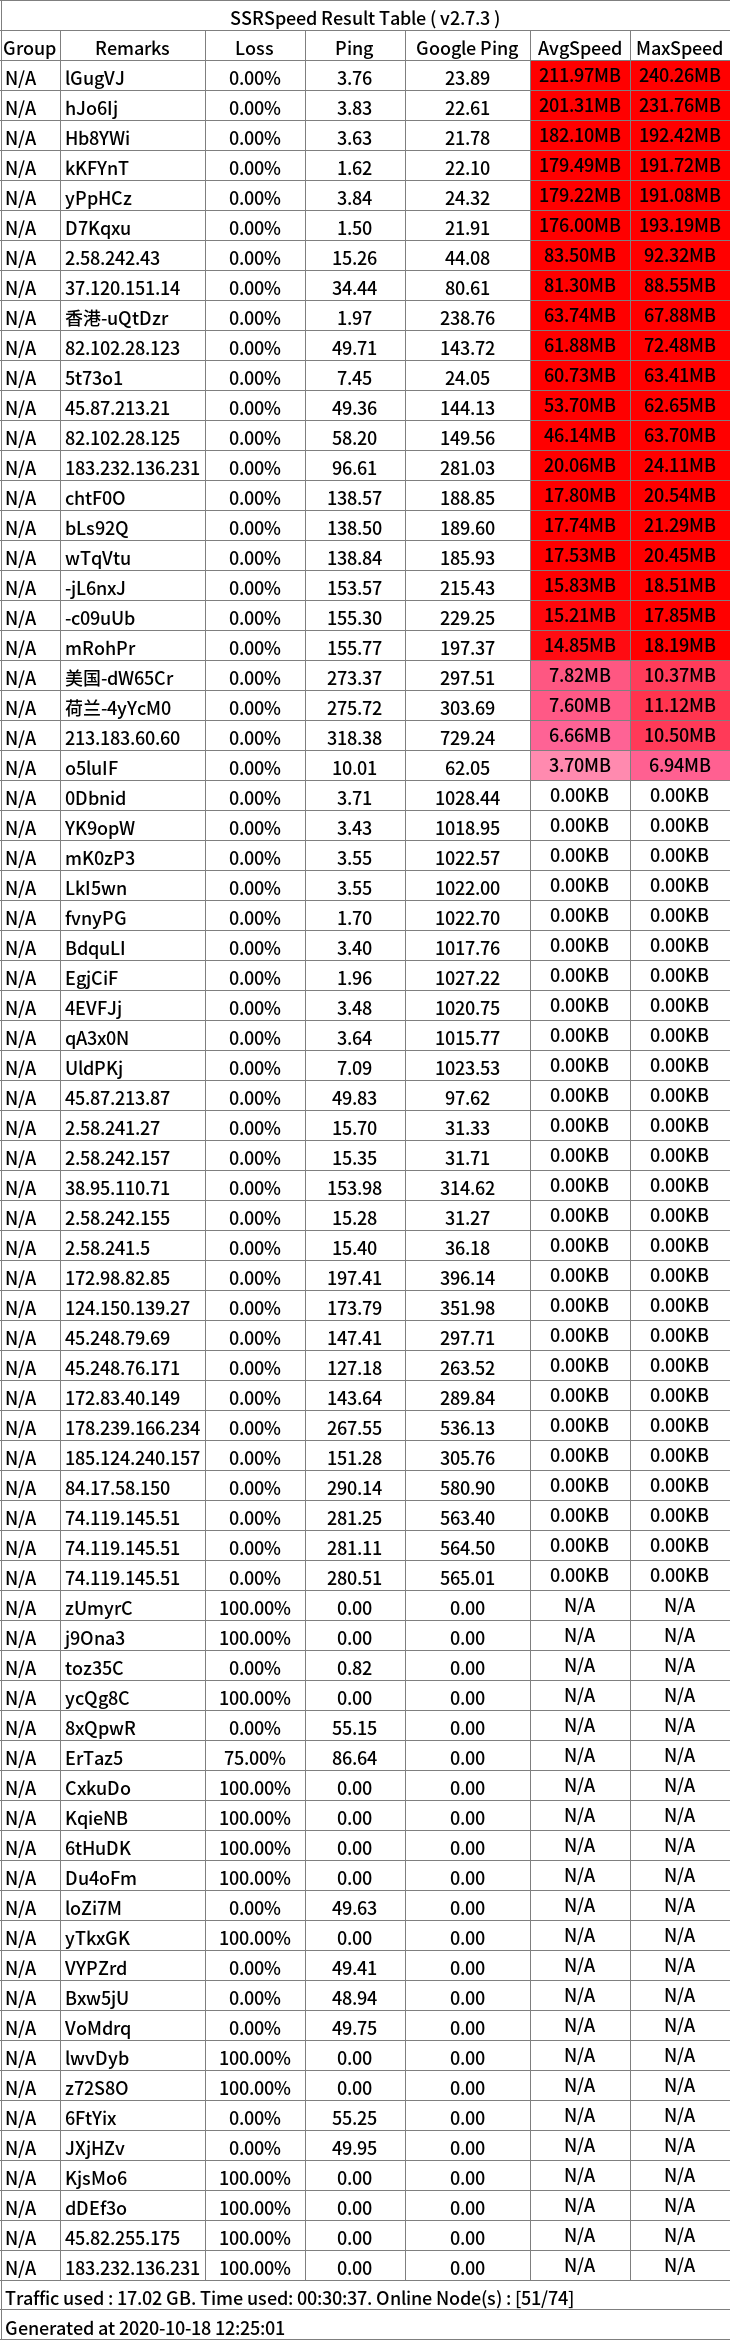 SSRSpeed Result Table ( v2.7.3 )
Group Remarks Loss Ping Google Ping AvgSpeed MaxSpeed
N/A lGugVJ 0.00% 3.76 23.89 211.97MB 240.26MB
N/A hJo6Ij 0.00% 3.83 22.61 201.31MB 231.76MB
N/A Hb8YWi 0.00% 3.63 21.78 182.10MB 192.42MB
N/A kKFYnT 0.00% 1.62 22.10 179.49MB 191.72MB
N/A yPpHCz 0.00% 3.84 24.32 179.22MB 191.08MB
N/A D7Kqxu 0.00% 1.50 21.91 176.00MB 193.19MB
N/A 2.58.242.43 0.00% 15.26 44.08 83.50MB 92.32MB
N/A 37.120.151.14 0.00% 34.44 80.61 81.30MB 88.55MB
N/A 香港-uQtDzr 0.00% 1.97 238.76 63.74MB 67.88MB
N/A 82.102.28.123 0.00% 49.71 143.72 61.88MB 72.48MB
N/A 5t73o1 0.00% 7.45 24.05 60.73MB 63.41MB
N/A 45.87.213.21 0.00% 49.36 144.13 53.70MB 62.65MB
N/A 82.102.28.125 0.00% 58.20 149.56 46.14MB 63.70MB
N/A 183.232.136.231 0.00% 96.61 281.03 20.06MB 24.11MB
N/A chtF0O 0.00% 138.57 188.85 17.80MB 20.54MB
N/A bLs92Q 0.00% 138.50 189.60 17.74MB 21.29MB
N/A wTqVtu 0.00% 138.84 185.93 17.53MB 20.45MB
N/A -jL6nxJ 0.00% 153.57 215.43 15.83MB 18.51MB
N/A -c09uUb 0.00% 155.30 229.25 15.21MB 17.85MB
N/A mRohPr 0.00% 155.77 197.37 14.85MB 18.19MB
N/A 美国-dW65Cr 0.00% 273.37 297.51 7.82MB 10.37MB
N/A 荷兰-4yYcM0 0.00% 275.72 303.69 7.60MB 11.12MB
N/A 213.183.60.60 0.00% 318.38 729.24 6.66MB 10.50MB
N/A o5luIF 0.00% 10.01 62.05 3.70MB 6.94MB
N/A 0Dbnid 0.00% 3.71 1028.44 0.00KB 0.00KB
N/A YK9opW 0.00% 3.43 1018.95 0.00KB 0.00KB
N/A mK0zP3 0.00% 3.55 1022.57 0.00KB 0.00KB
N/A LkI5wn 0.00% 3.55 1022.00 0.00KB 0.00KB
N/A fvnyPG 0.00% 1.70 1022.70 0.00KB 0.00KB
N/A BdquLI 0.00% 3.40 1017.76 0.00KB 0.00KB
N/A EgjCiF 0.00% 1.96 1027.22 0.00KB 0.00KB
N/A 4EVFJj 0.00% 3.48 1020.75 0.00KB 0.00KB
N/A qA3x0N 0.00% 3.64 1015.77 0.00KB 0.00KB
N/A UldPKj 0.00% 7.09 1023.53 0.00KB 0.00KB
N/A 45.87.213.87 0.00% 49.83 97.62 0.00KB 0.00KB
N/A 2.58.241.27 0.00% 15.70 31.33 0.00KB 0.00KB
N/A 2.58.242.157 0.00% 15.35 31.71 0.00KB 0.00KB
N/A 38.95.110.71 0.00% 153.98 314.62 0.00KB 0.00KB
N/A 2.58.242.155 0.00% 15.28 31.27 0.00KB 0.00KB
N/A 2.58.241.5 0.00% 15.40 36.18 0.00KB 0.00KB
N/A 172.98.82.85 0.00% 197.41 396.14 0.00KB 0.00KB
N/A 124.150.139.27 0.00% 173.79 351.98 0.00KB 0.00KB
N/A 45.248.79.69 0.00% 147.41 297.71 0.00KB 0.00KB
N/A 45.248.76.171 0.00% 127.18 263.52 0.00KB 0.00KB
N/A 172.83.40.149 0.00% 143.64 289.84 0.00KB 0.00KB
N/A 178.239.166.234 0.00% 267.55 536.13 0.00KB 0.00KB
N/A 185.124.240.157 0.00% 151.28 305.76 0.00KB 0.00KB
N/A 84.17.58.150 0.00% 290.14 580.90 0.00KB 0.00KB
N/A 74.119.145.51 0.00% 281.25 563.40 0.00KB 0.00KB
N/A 74.119.145.51 0.00% 281.11 564.50 0.00KB 0.00KB
N/A 74.119.145.51 0.00% 280.51 565.01 0.00KB 0.00KB
N/A zUmyrC 100.00% 0.00 0.00 N/A N/A
N/A j9Ona3 100.00% 0.00 0.00 N/A N/A
N/A toz35C 0.00% 0.82 0.00 N/A N/A
N/A ycQg8C 100.00% 0.00 0.00 N/A N/A
N/A 8xQpwR 0.00% 55.15 0.00 N/A N/A
N/A ErTaz5 75.00% 86.64 0.00 N/A N/A
N/A CxkuDo 100.00% 0.00 0.00 N/A N/A
N/A KqieNB 100.00% 0.00 0.00 N/A N/A
N/A 6tHuDK 100.00% 0.00 0.00 N/A N/A
N/A Du4oFm 100.00% 0.00 0.00 N/A N/A
N/A loZi7M 0.00% 49.63 0.00 N/A N/A
N/A yTkxGK 100.00% 0.00 0.00 N/A N/A
N/A VYPZrd 0.00% 49.41 0.00 N/A N/A
N/A Bxw5jU 0.00% 48.94 0.00 N/A N/A
N/A VoMdrq 0.00% 49.75 0.00 N/A N/A
N/A lwvDyb 100.00% 0.00 0.00 N/A N/A
N/A z72S8O 100.00% 0.00 0.00 N/A N/A
N/A 6FtYix 0.00% 55.25 0.00 N/A N/A
N/A JXjHZv 0.00% 49.95 0.00 N/A N/A
N/A KjsMo6 100.00% 0.00 0.00 N/A N/A
N/A dDEf3o 100.00% 0.00 0.00 N/A N/A
N/A 45.82.255.175 100.00% 0.00 0.00 N/A N/A
N/A 183.232.136.231 100.00% 0.00 0.00 N/A N/A
Traffic used : 17.02 GB. Time used: 00:30:37. Online Node(s) : [51/74]
Generated at 2020-10-18 12:25:01